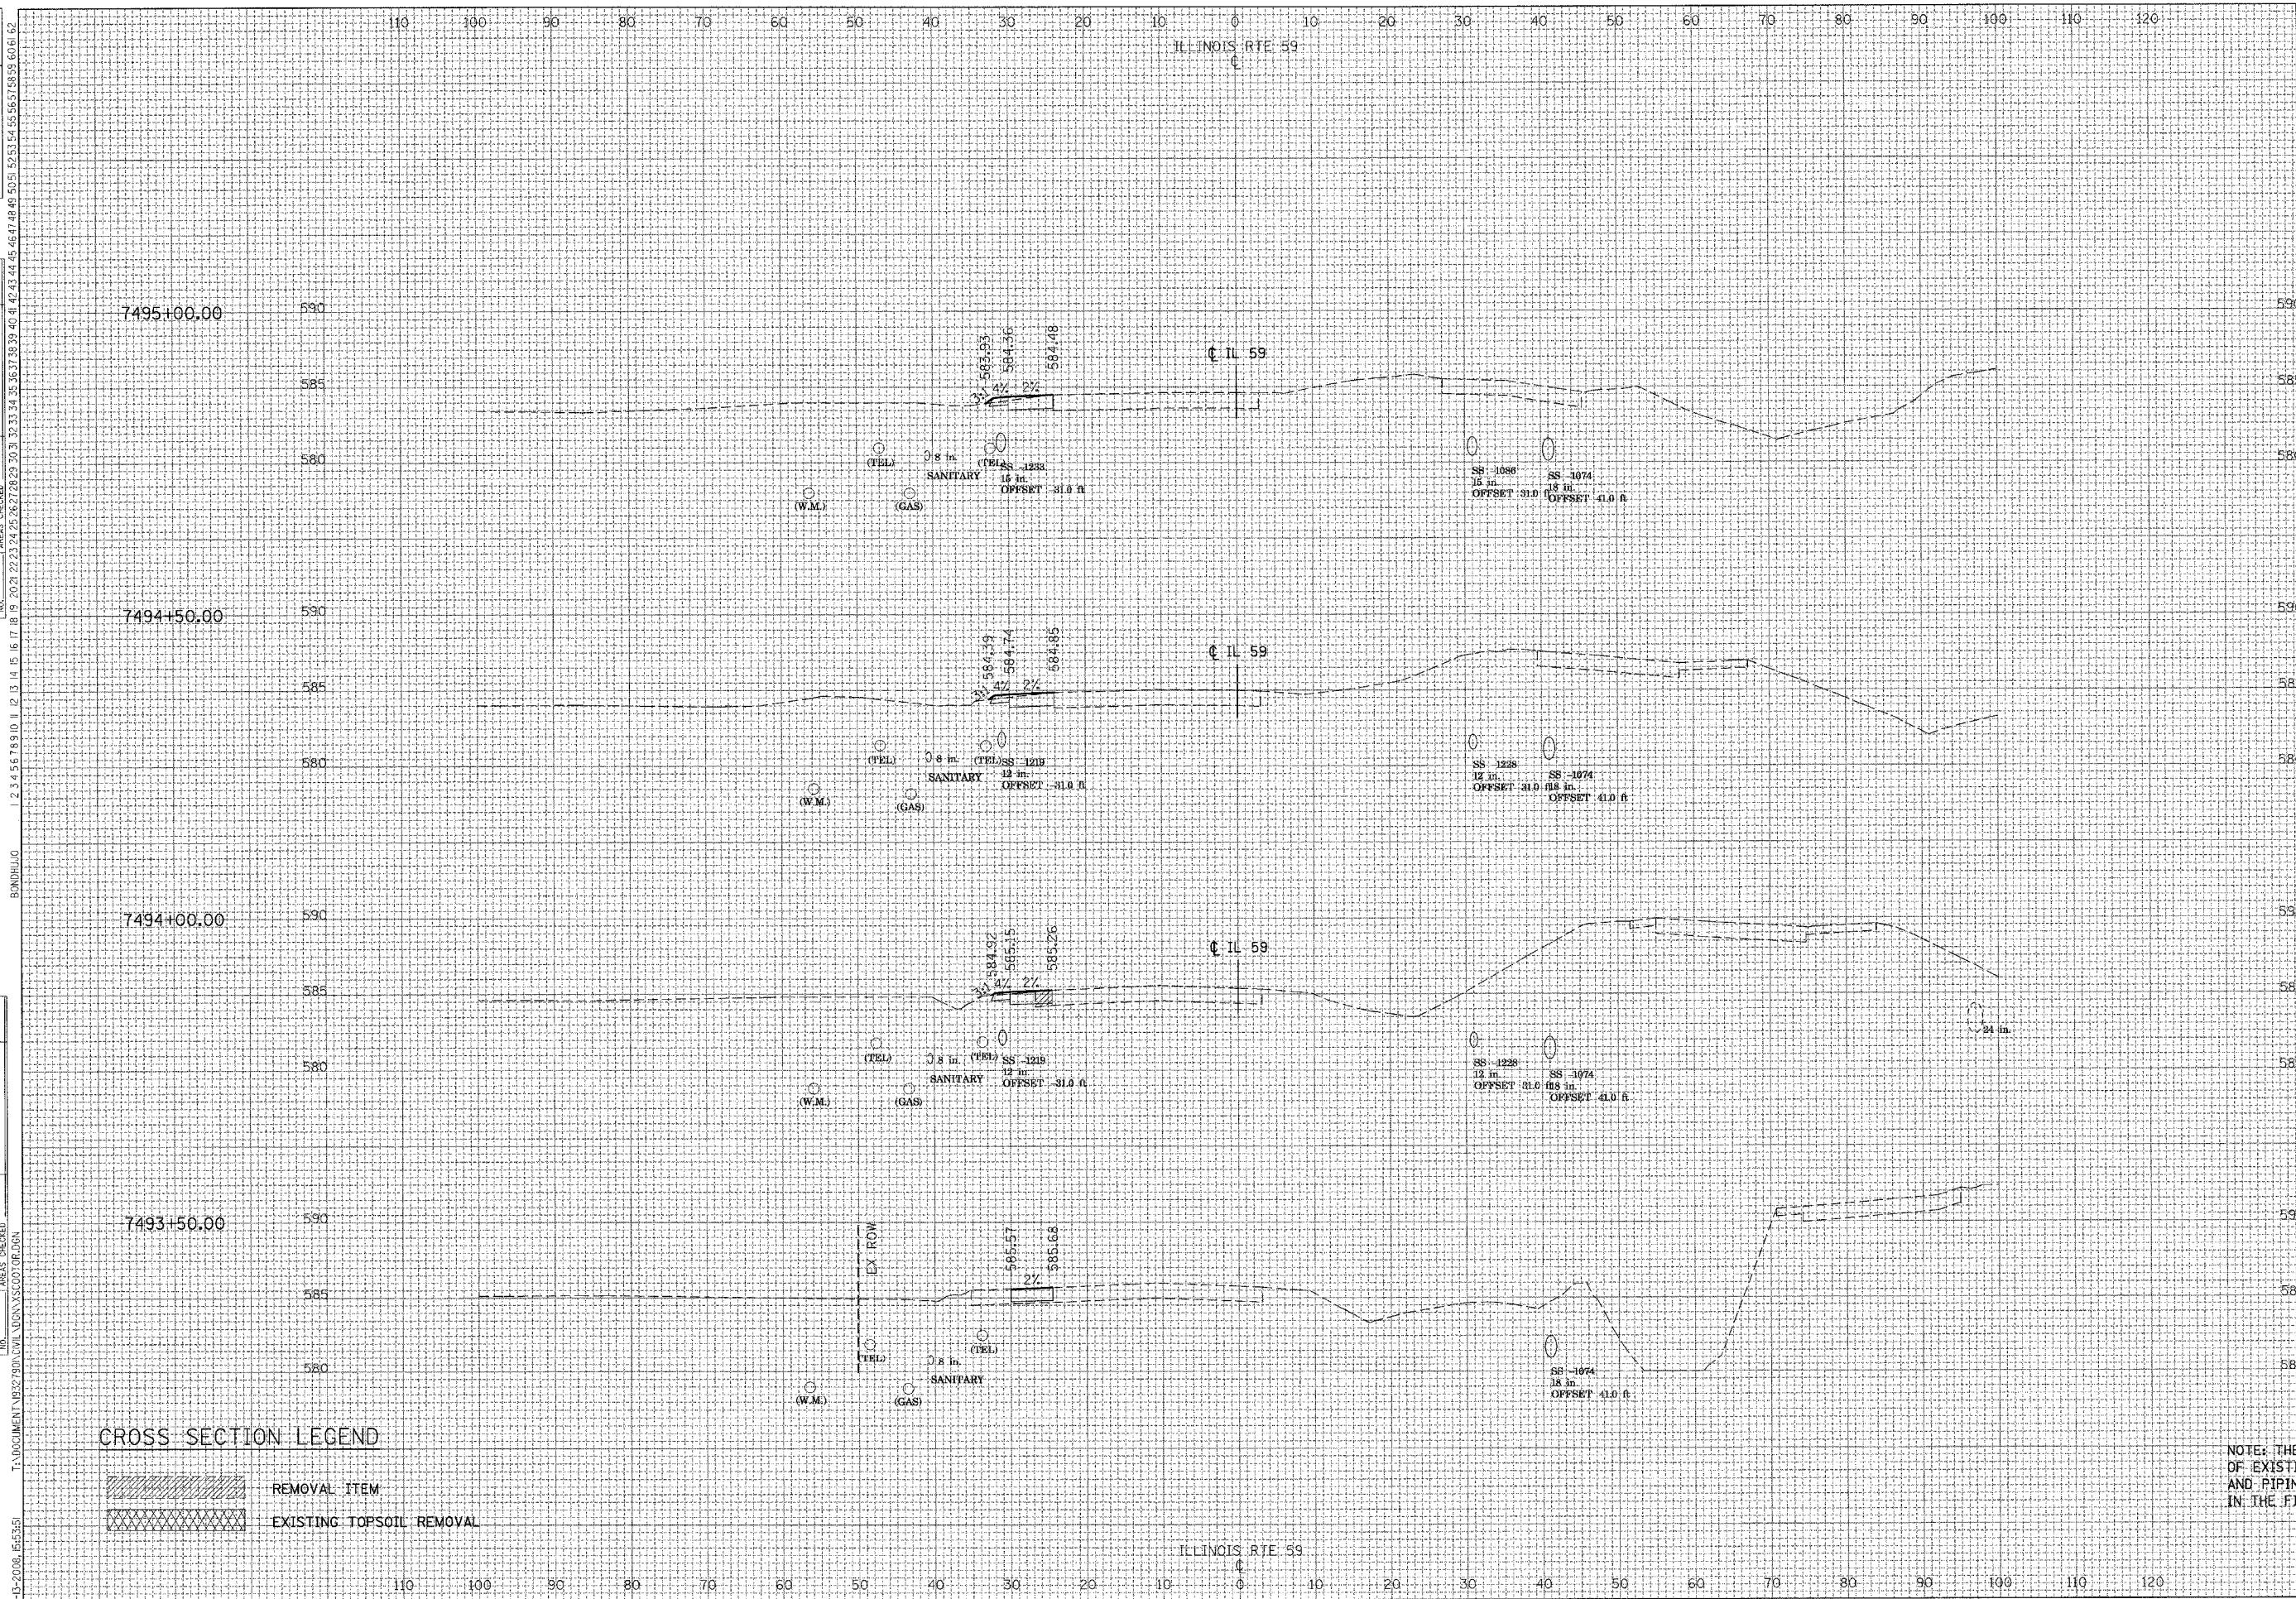 110 100 90 80 70 60 50 40 30 20 10 0 10 20 30 40 50 60 70 80 90 100 110 120
ILLINOIS RTE 59
℄
7495+00.00
590
585
580
583.93
584.36
584.48
3:1 4% 2%
℄ IL 59
(TEL)
8 in.
SANITARY
(TEL)
SS -1233
15 in.
OFFSET -31.0 ft
(W.M.)
(GAS)
SS -1086
15 in.
OFFSET 31.0 ft
SS -1074
18 in.
OFFSET 41.0 ft
7494+50.00
590
585
580
584.39
584.74
584.85
3:1 4% 2%
℄ IL 59
(TEL)
8 in.
SANITARY
(TEL)
SS -1219
12 in.
OFFSET -31.0 ft
(W.M.)
(GAS)
SS -1228
12 in.
OFFSET 31.0 ft
SS -1074
18 in.
OFFSET 41.0 ft
7494+00.00
590
585
580
584.92
585.15
585.26
3:1 4% 2%
℄ IL 59
(TEL)
8 in.
SANITARY
(TEL)
SS -1219
12 in.
OFFSET -31.0 ft
(W.M.)
(GAS)
SS -1228
12 in.
OFFSET 31.0 ft
SS -1074
18 in.
OFFSET 41.0 ft
24 in.
7493+50.00
590
585
580
EX ROW
585.57
585.68
2%
(TEL)
8 in.
SANITARY
(TEL)
(W.M.)
(GAS)
SS -1074
18 in.
OFFSET 41.0 ft
CROSS SECTION LEGEND
REMOVAL ITEM
EXISTING TOPSOIL REMOVAL
NOTE: THE
OF EXIST
AND PIPIN
IN THE F
ILLINOIS RTE 59
℄
110 100 90 80 70 60 50 40 30 20 10 0 10 20 30 40 50 60 70 80 90 100 110 120